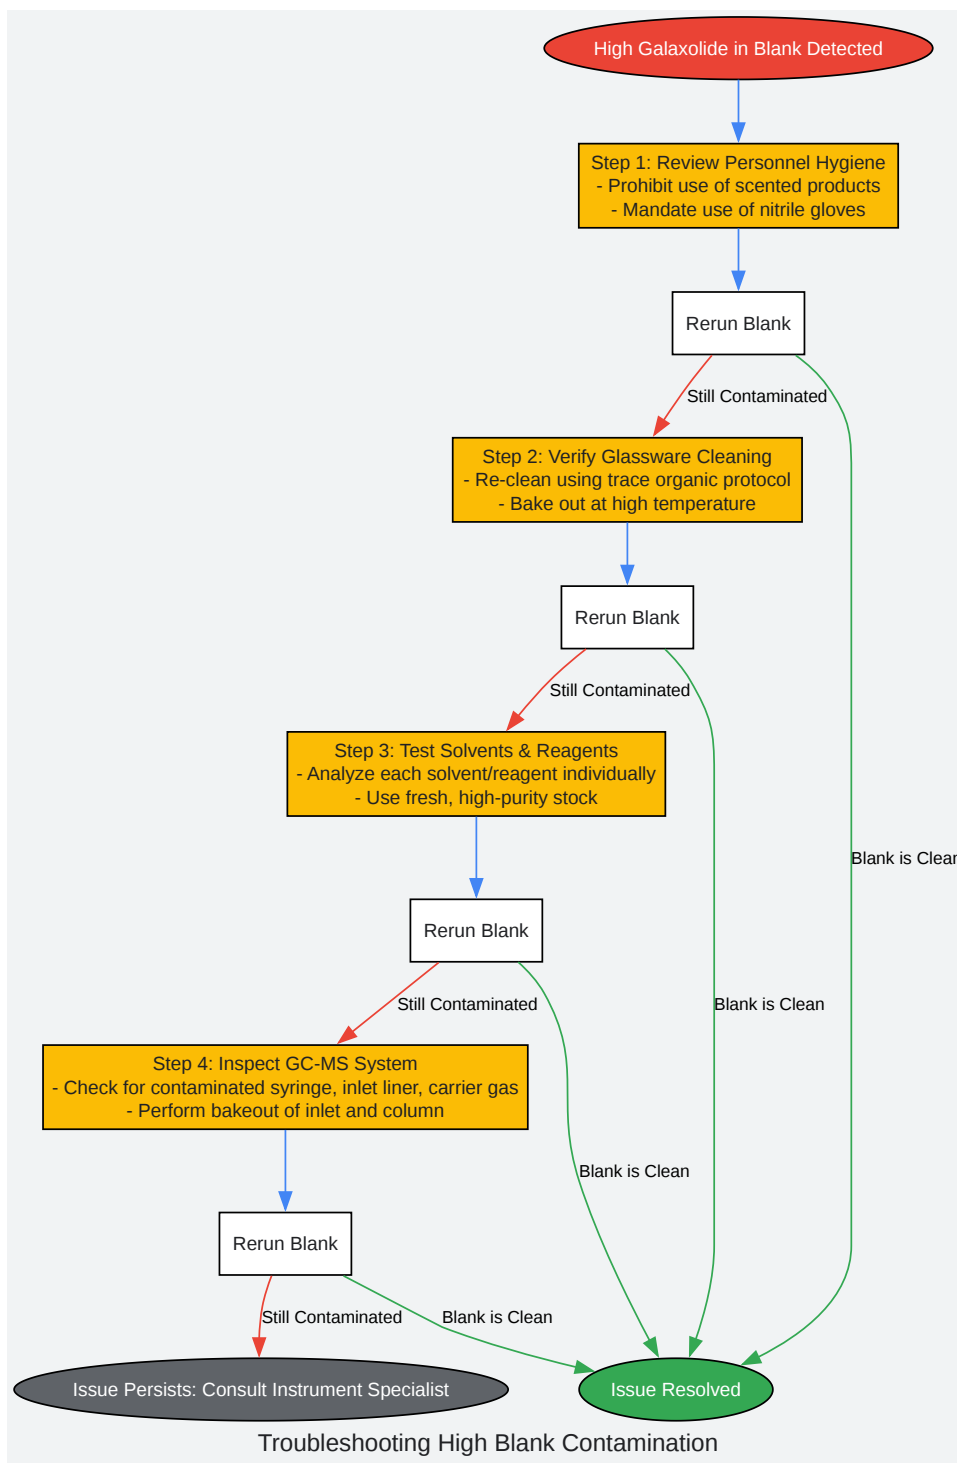 High Galaxolide in Blank Detected
Step 1: Review Personnel Hygiene
- Prohibit use of scented products
- Mandate use of nitrile gloves
Rerun Blank
Still Contaminated
Step 2: Verify Glassware Cleaning
- Re-clean using trace organic protocol
- Bake out at high temperature
Rerun Blank
Still Contaminated
Step 3: Test Solvents & Reagents
- Analyze each solvent/reagent individually
- Use fresh, high-purity stock
Blank is Clean
Rerun Blank
Still Contaminated
Blank is Clean
Step 4: Inspect GC-MS System
- Check for contaminated syringe, inlet liner, carrier gas
- Perform bakeout of inlet and column
Blank is Clean
Rerun Blank
Still Contaminated
Blank is Clean
Issue Persists: Consult Instrument Specialist
Issue Resolved
Troubleshooting High Blank Contamination